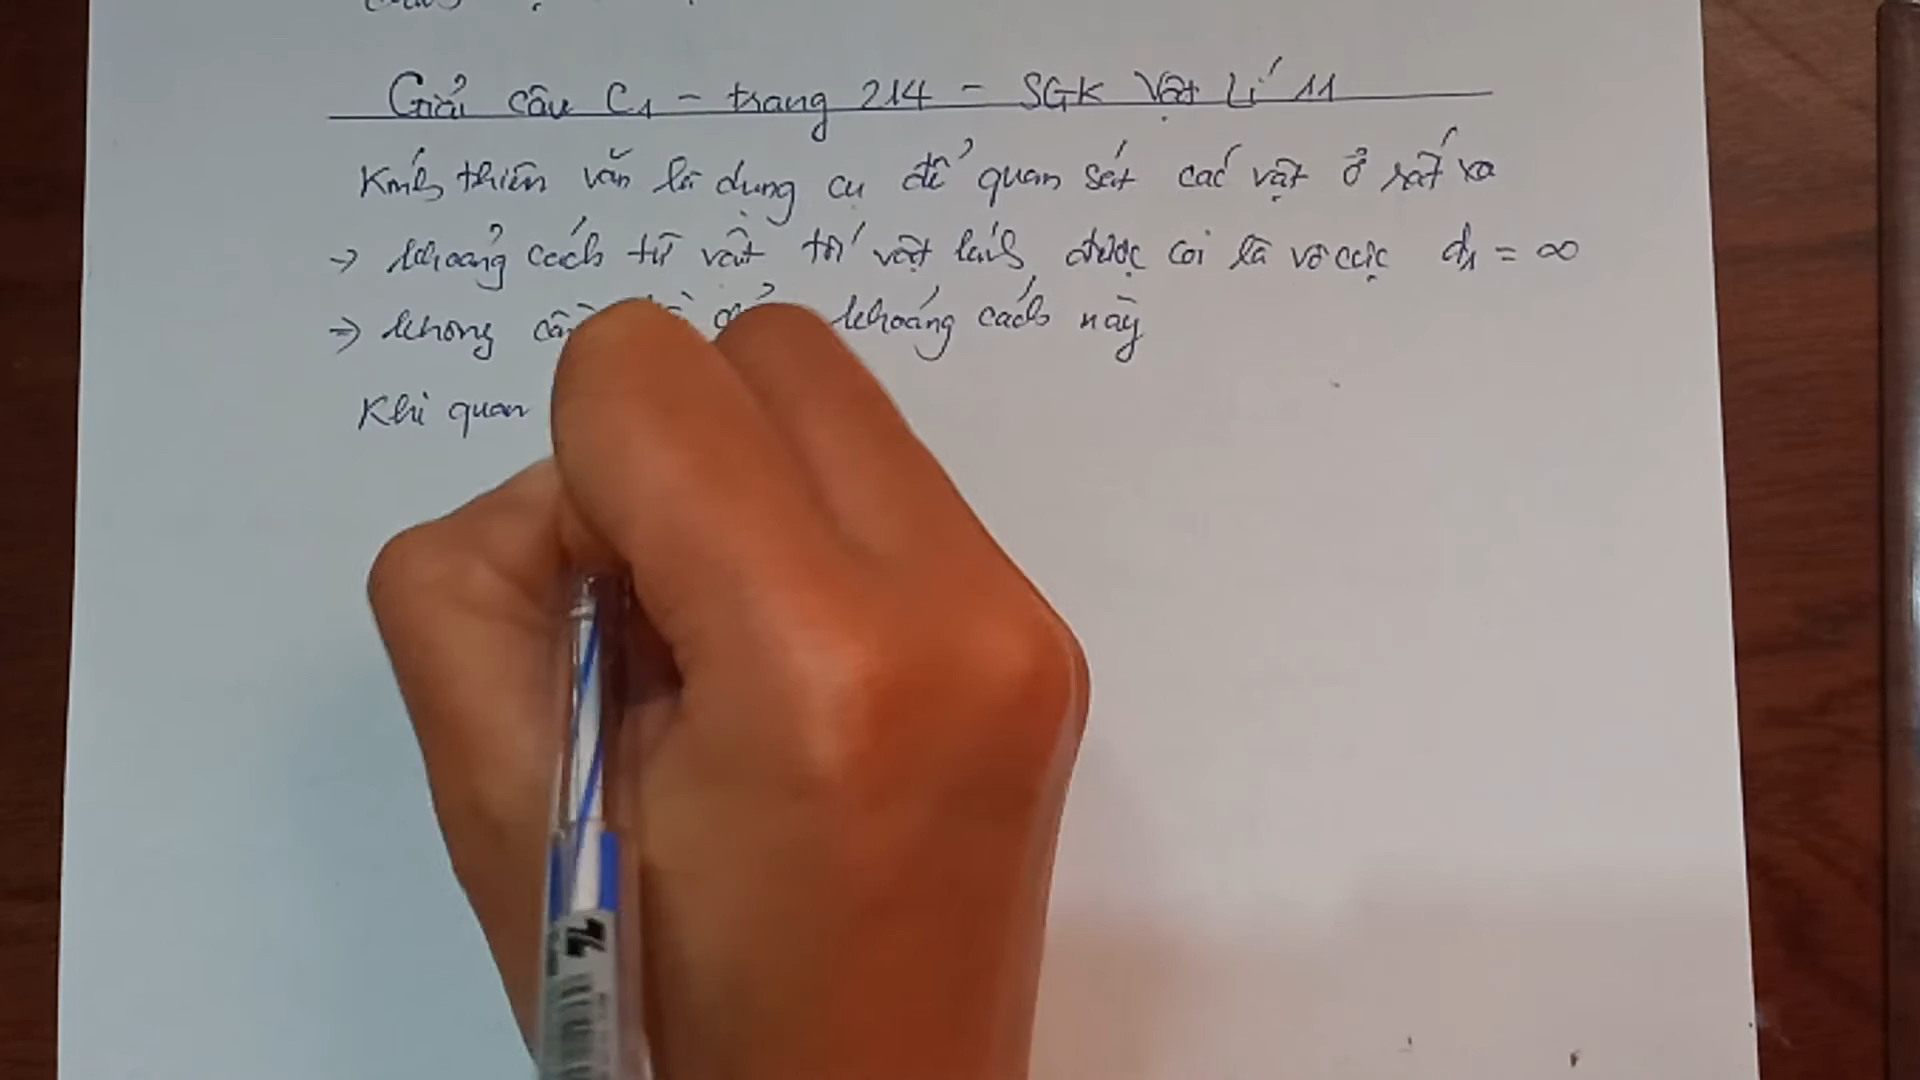 Giải câu C1 - trang 214 - SGK Vật Lí 11
Kính thiên văn là dụng cụ để quan sát các vật ở rất xa
→ khoảng cách từ vật tới vật kính được coi là vô cực d1 = ∞
→ không cần khoảng cách này
Khi quan